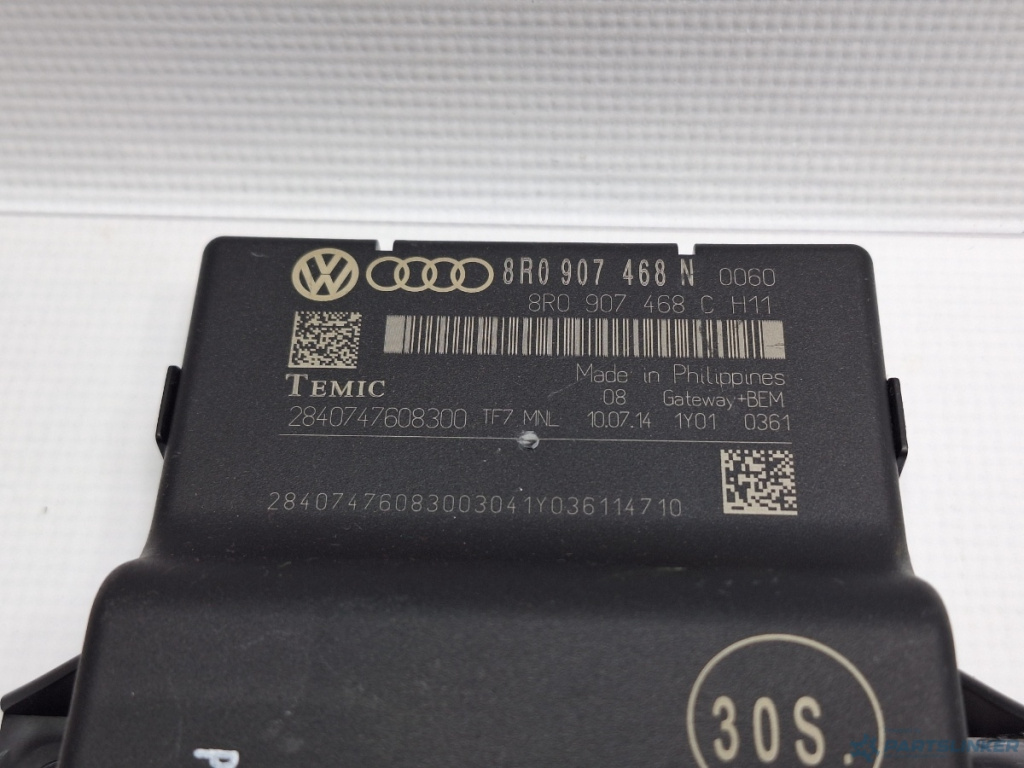 8R0 907 468 N 0060
8R0 907 468 C H11
Made in Philippines
TEMIC
08 Gateway+BEM
2840747608300 TF7 MNL 10.07.14 1Y01 0361
28407476083003041Y036114710
30S.
P
PARTSLINKER